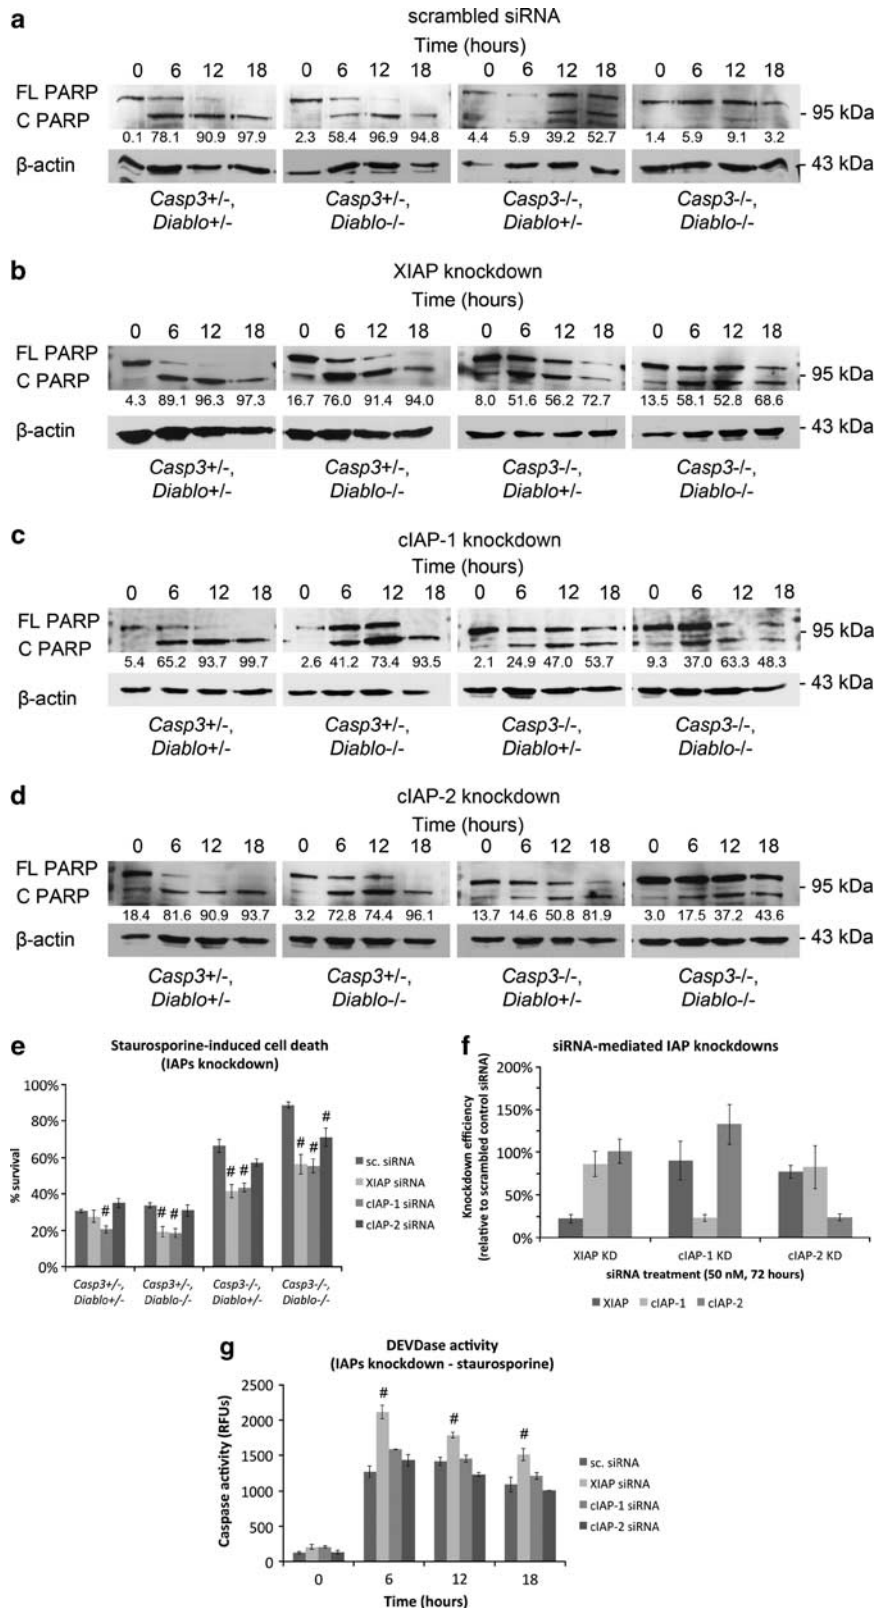 a
scrambled siRNA
Time (hours)
0 6 12 18 0 6 12 18 0 6 12 18 0 6 12 18
FL PARP
C PARP
- 95 kDa
0.1 78.1 90.9 97.9 2.3 58.4 96.9 94.8 4.4 5.9 39.2 52.7 1.4 5.9 9.1 3.2
β-actin
- 43 kDa
Casp3+/-, Casp3+/-, Casp3-/-, Casp3-/-,
Diablo+/- Diablo-/- Diablo+/- Diablo-/-
b
XIAP knockdown
Time (hours)
0 6 12 18 0 6 12 18 0 6 12 18 0 6 12 18
FL PARP
C PARP
- 95 kDa
4.3 89.1 96.3 97.3 16.7 76.0 91.4 94.0 8.0 51.6 56.2 72.7 13.5 58.1 52.8 68.6
β-actin
- 43 kDa
Casp3+/-, Casp3+/-, Casp3-/-, Casp3-/-,
Diablo+/- Diablo-/- Diablo+/- Diablo-/-
c
cIAP-1 knockdown
Time (hours)
0 6 12 18 0 6 12 18 0 6 12 18 0 6 12 18
FL PARP
C PARP
- 95 kDa
5.4 65.2 93.7 99.7 2.6 41.2 73.4 93.5 2.1 24.9 47.0 53.7 9.3 37.0 63.3 48.3
β-actin
- 43 kDa
Casp3+/-, Casp3+/-, Casp3-/-, Casp3-/-,
Diablo+/- Diablo-/- Diablo+/- Diablo-/-
d
cIAP-2 knockdown
Time (hours)
0 6 12 18 0 6 12 18 0 6 12 18 0 6 12 18
FL PARP
C PARP
- 95 kDa
18.4 81.6 90.9 93.7 3.2 72.8 74.4 96.1 13.7 14.6 50.8 81.9 3.0 17.5 37.2 43.6
β-actin
- 43 kDa
Casp3+/-, Casp3+/-, Casp3-/-, Casp3-/-,
Diablo+/- Diablo-/- Diablo+/- Diablo-/-
e
Staurosporine-induced cell death
(IAPs knockdown)
% survival
100%
80%
60%
40%
20%
0%
# # # # # # # #
Casp3+/-, Casp3+/-, Casp3-/-, Casp3-/-,
Diablo+/- Diablo-/- Diablo+/- Diablo-/-
sc. siRNA
XIAP siRNA
cIAP-1 siRNA
cIAP-2 siRNA
f
siRNA-mediated IAP knockdowns
Knockdown efficiency
(relative to scrambled control siRNA)
200%
150%
100%
50%
0%
XIAP KD cIAP-1 KD cIAP-2 KD
siRNA treatment (50 nM, 72 hours)
XIAP cIAP-1 cIAP-2
g
DEVDase activity
(IAPs knockdown - staurosporine)
Caspase activity (RFUs)
2500
2000
1500
1000
500
0
# # #
0 6 12 18
Time (hours)
sc. siRNA
XIAP siRNA
cIAP-1 siRNA
cIAP-2 siRNA